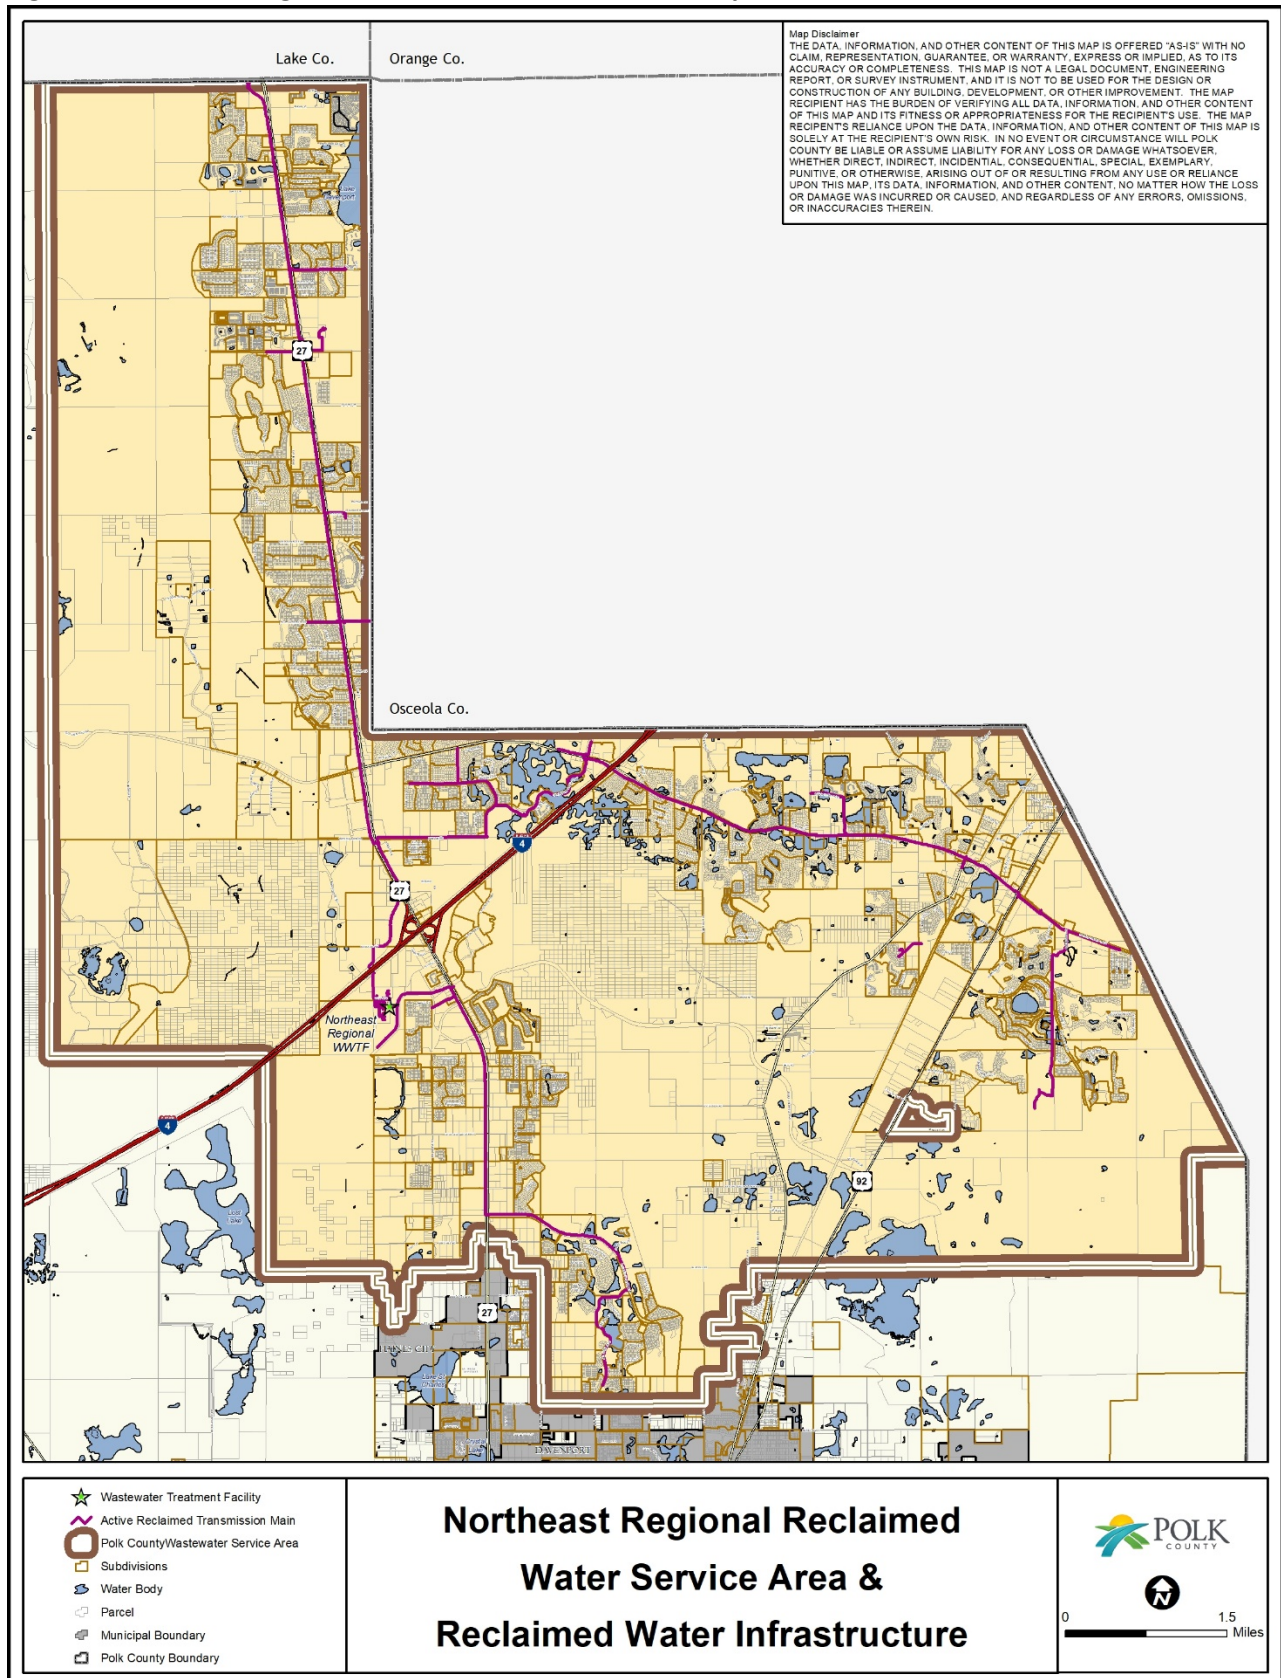 Lake Co.
Orange Co.
Map Disclaimer
THE DATA, INFORMATION, AND OTHER CONTENT OF THIS MAP IS OFFERED "AS-IS" WITH NO
CLAIM, REPRESENTATION, GUARANTEE, OR WARRANTY, EXPRESS OR IMPLIED, AS TO ITS
ACCURACY OR COMPLETENESS. THIS MAP IS NOT A LEGAL DOCUMENT, ENGINEERING
REPORT, OR SURVEY INSTRUMENT, AND IT IS NOT TO BE USED FOR THE DESIGN OR
CONSTRUCTION OF ANY BUILDING, DEVELOPMENT, OR OTHER IMPROVEMENT. THE MAP
RECIPIENT HAS THE BURDEN OF VERIFYING ALL DATA, INFORMATION, AND OTHER CONTENT
OF THIS MAP AND ITS FITNESS OR APPROPRIATENESS FOR THE RECIPIENT'S USE. THE MAP
RECIPIENT'S RELIANCE UPON THE DATA, INFORMATION, AND OTHER CONTENT OF THIS MAP IS
SOLELY AT THE RECIPIENT'S OWN RISK. IN NO EVENT OR CIRCUMSTANCE WILL POLK
COUNTY BE LIABLE OR ASSUME LIABILITY FOR ANY LOSS OR DAMAGE WHATSOEVER,
WHETHER DIRECT, INDIRECT, INCIDENTIAL, CONSEQUENTIAL, SPECIAL, EXEMPLARY,
PUNITIVE, OR OTHERWISE, ARISING OUT OF OR RESULTING FROM ANY USE OR RELIANCE
UPON THIS MAP, ITS DATA, INFORMATION, AND OTHER CONTENT, NO MATTER HOW THE LOSS
OR DAMAGE WAS INCURRED OR CAUSED, AND REGARDLESS OF ANY ERRORS, OMISSIONS,
OR INACCURACIES THEREIN.
27
Osceola Co.
4
27
Northeast
Regional
WWTF
4
92
27
DAVENPORT
Wastewater Treatment Facility
Active Reclaimed Transmission Main
Polk CountyWastewater Service Area
Subdivisions
Water Body
Parcel
Municipal Boundary
Polk County Boundary
Northeast Regional Reclaimed
Water Service Area &
Reclaimed Water Infrastructure
POLK
COUNTY
N
0 1.5
Miles